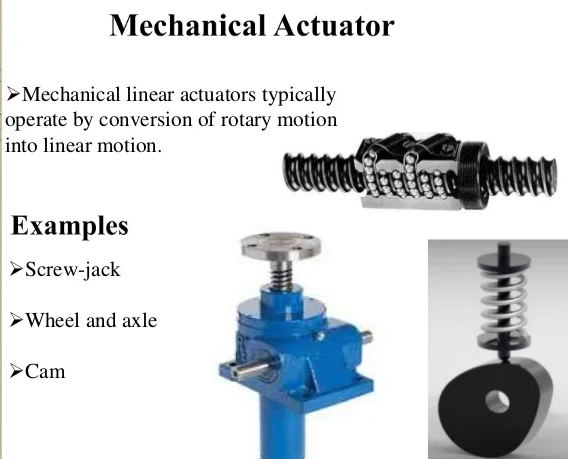 Mechanical Actuator
➢Mechanical linear actuators typically
operate by conversion of rotary motion
into linear motion.
Examples
➢Screw-jack
➢Wheel and axle
➢Cam